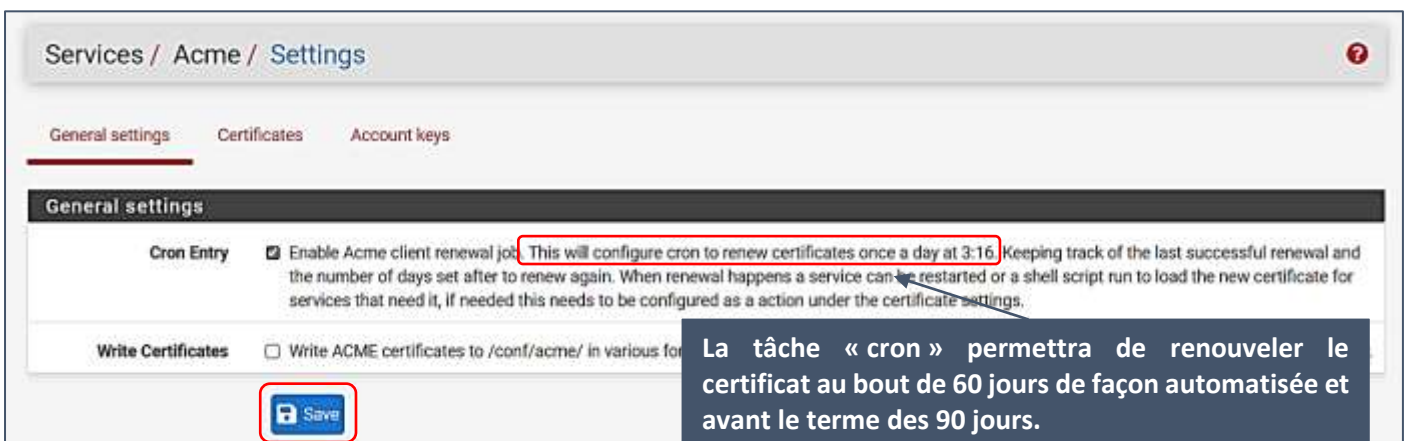 Services / Acme / Settings
General settings Certificates Account keys
General settings
Cron Entry Enable Acme client renewal job. This will configure cron to renew certificates once a day at 3:16. Keeping track of the last successful renewal and
the number of days set after to renew again. When renewal happens a service can be restarted or a shell script run to load the new certificate for
services that need it, if needed this needs to be configured as a action under the certificate settings.
Write Certificates Write ACME certificates to /conf/acme/ in various
La tâche « cron » permettra de renouveler le
certificat au bout de 60 jours de façon automatisée et
avant le terme des 90 jours.
Save